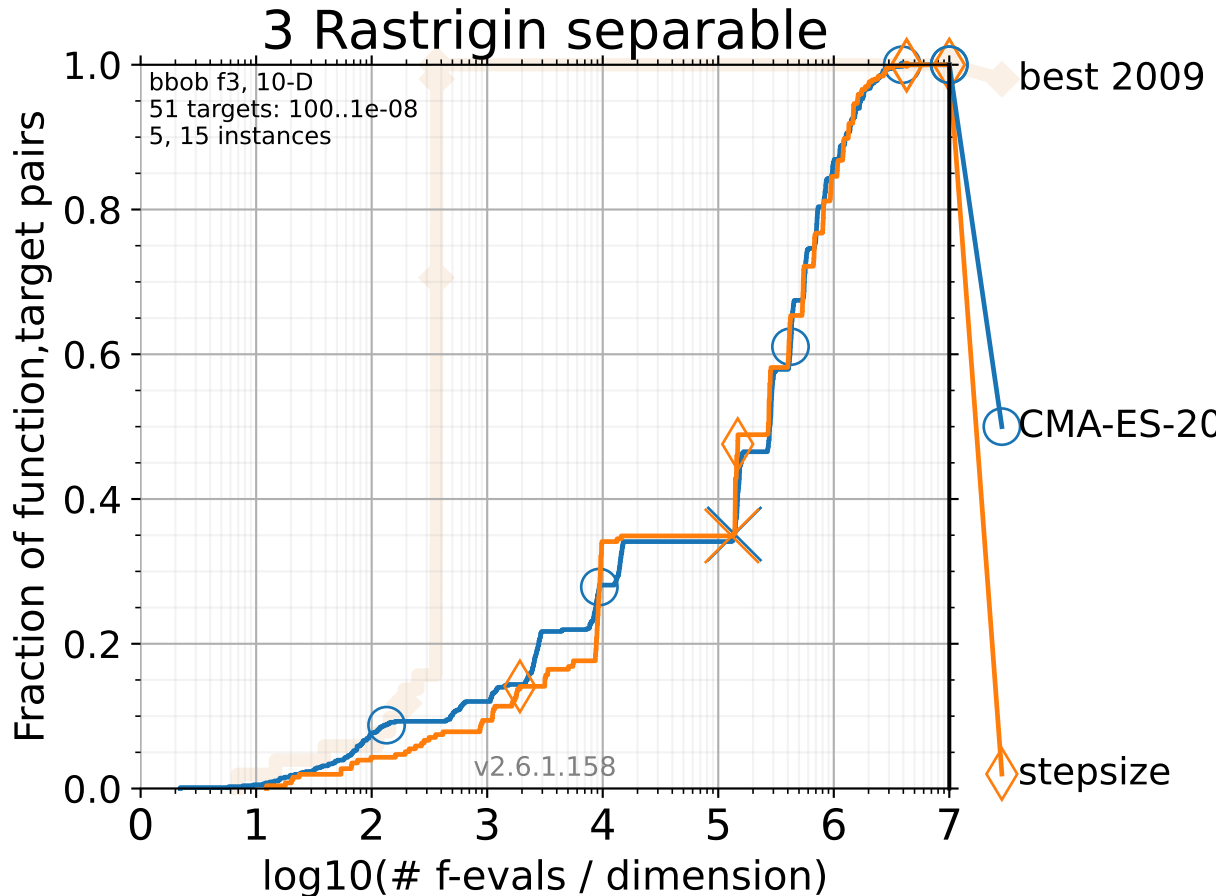 3 Rastrigin separable
bbob f3, 10-D
51 targets: 100..1e-08
5, 15 instances
Fraction of function,target pairs
1.0
0.8
0.6
0.4
0.2
0.0
best 2009
CMA-ES-20
stepsize
v2.6.1.158
0 1 2 3 4 5 6 7
log10(# f-evals / dimension)